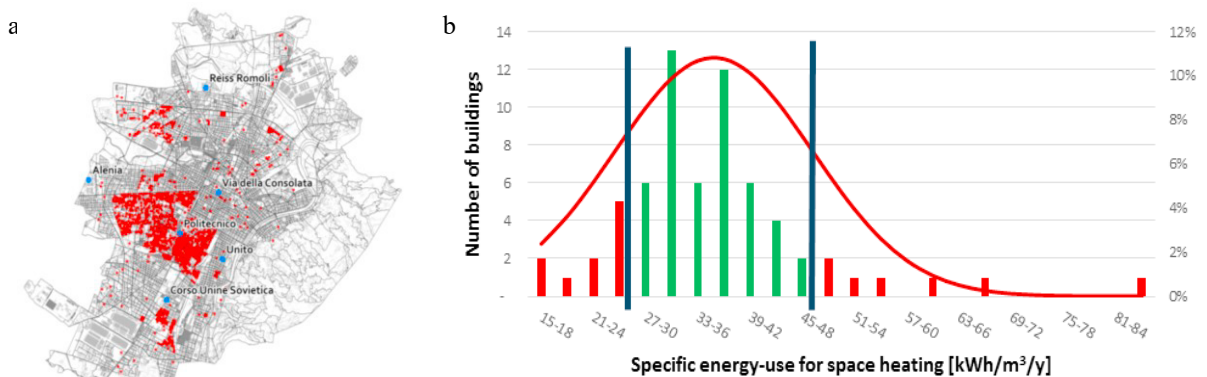 a
Reiss Romoli
Alenia
Via della Consolata
Politecnico
Unito
Corso Unine Sovietica
b
14
12
10
8
6
4
2
-
12%
10%
8%
6%
4%
2%
0%
Number of buildings
15-18
21-24
27-30
33-36
39-42
45-48
51-54
57-60
63-66
69-72
75-78
81-84
Specific energy-use for space heating [kWh/m³/y]